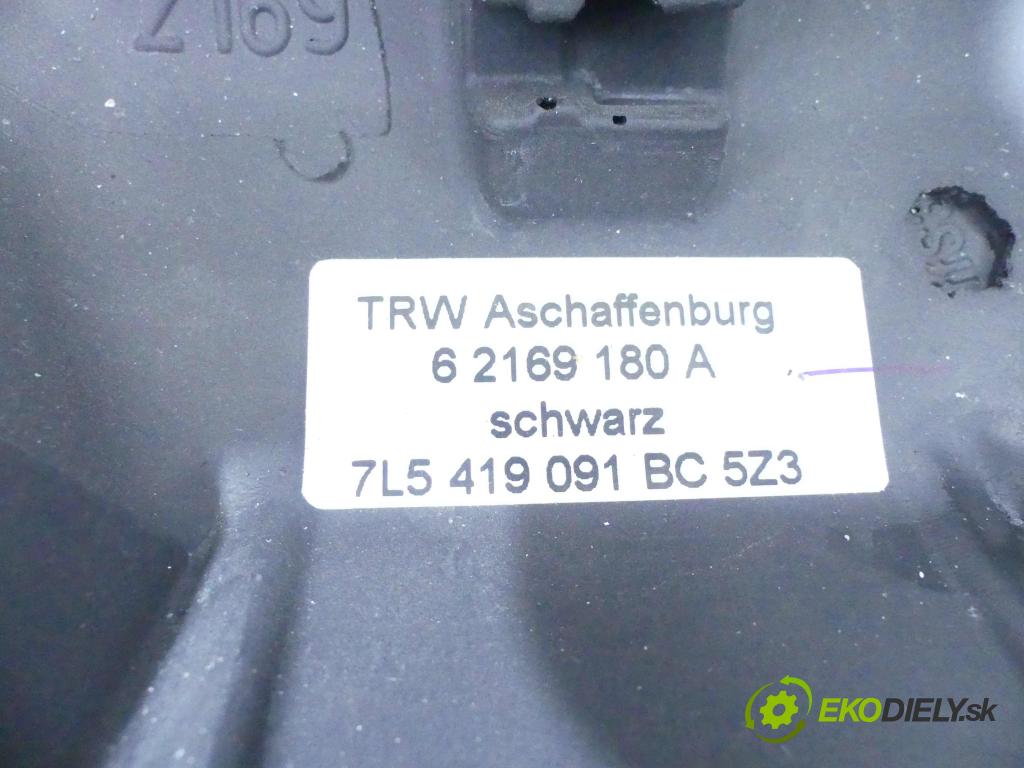 2169
TRW Aschaffenburg
6 2169 180 A
schwarz
7L5 419 091 BC 5Z3
EKODIELY.sk